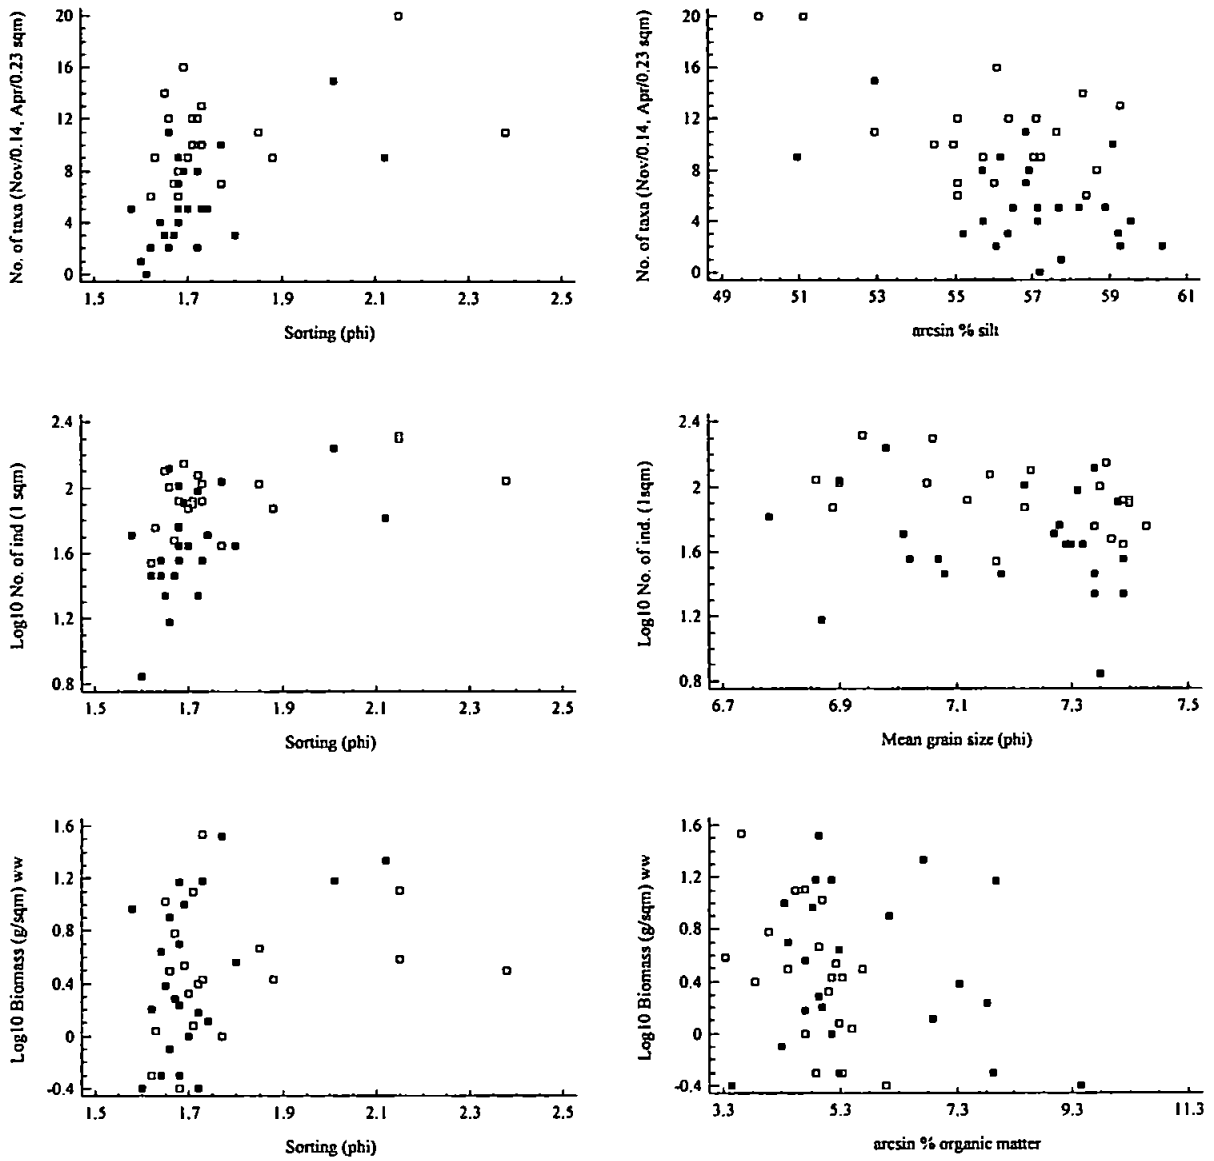 No. of taxa (Nov/0.14, Apr/0.23 sqm)
20
16
12
8
4
0
1.5 1.7 1.9 2.1 2.3 2.5
Sorting (phi)
No. of taxa (Nov/0.14, Apr/0.23 sqm)
20
16
12
8
4
0
49 51 53 55 57 59 61
arcsin % silt
Log10 No. of ind (1 sqm)
2.4
2
1.6
1.2
0.8
1.5 1.7 1.9 2.1 2.3 2.5
Sorting (phi)
Log10 No. of ind. (1sqm)
2.4
2
1.6
1.2
0.8
6.7 6.9 7.1 7.3 7.5
Mean grain size (phi)
Log10 Biomass (g/sqm) ww
1.6
1.2
0.8
0.4
0
-0.4
1.5 1.7 1.9 2.1 2.3 2.5
Sorting (phi)
Log10 Biomass (g/sqm) ww
1.6
1.2
0.8
0.4
0
-0.4
3.3 5.3 7.3 9.3 11.3
arcsin % organic matter